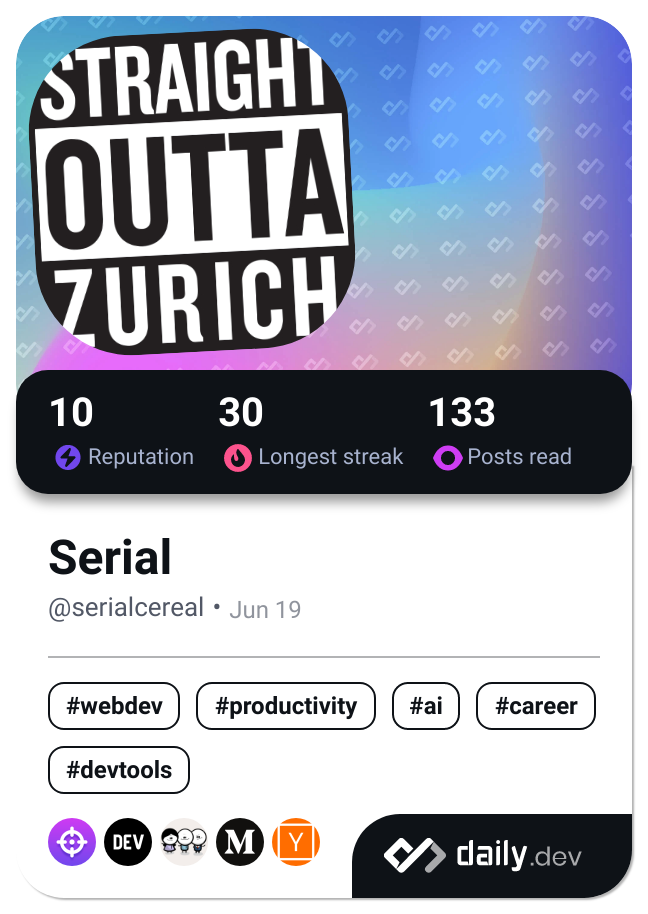 STRAIGHT
OUTTA
ZURICH
10 30 133
Reputation Longest streak Posts read
Serial
@serialcereal • Jun 19
#webdev #productivity #ai #career
#devtools
DEV M Y daily.dev